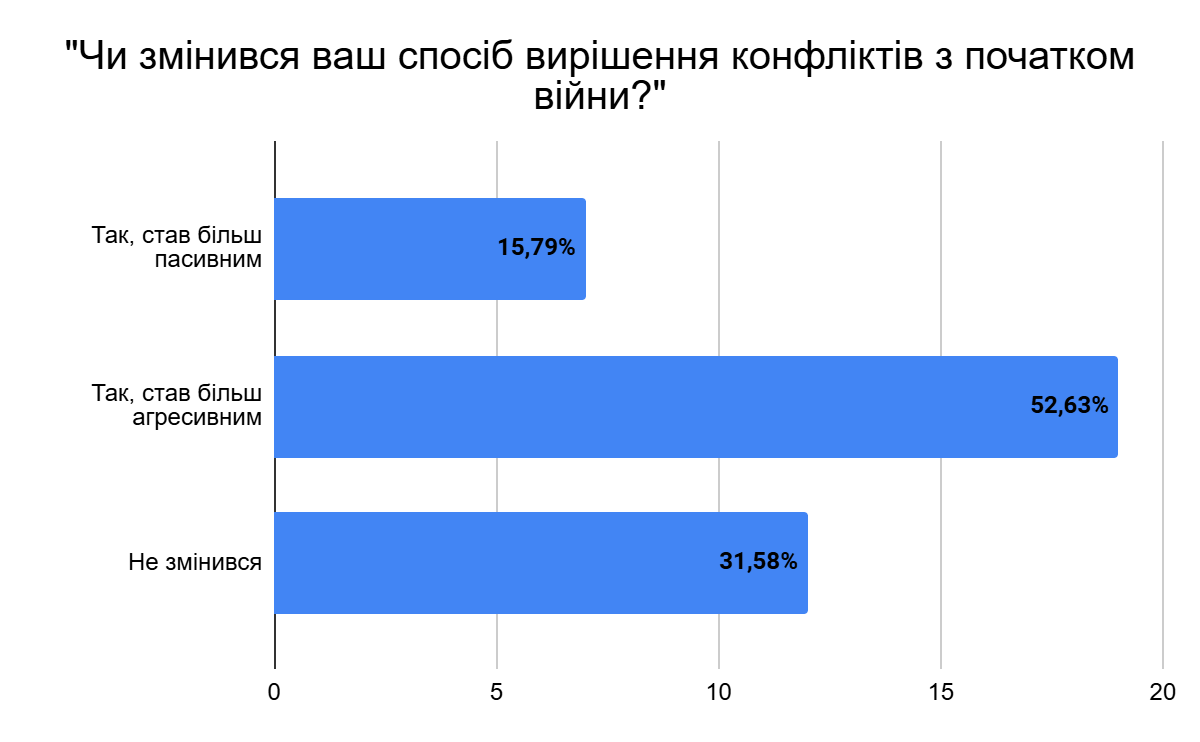 "Чи змінився ваш спосіб вирішення конфліктів з початком
війни?"
Так, став більш
пасивним
15,79%
Так, став більш
агресивним
52,63%
Не змінився
31,58%
0
5
10
15
20